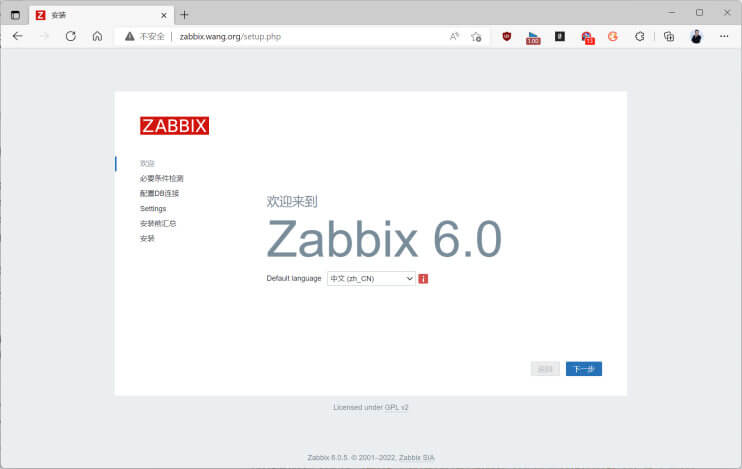 安装
不安全 zabbix.wang.org/setup.php
1.00
13
ZABBIX
欢迎
必要条件检测
配置DB连接
Settings
安装前汇总
安装
欢迎来到
Zabbix 6.0
Default language 中文 (zh_CN)
返回 下一步
Licensed under GPL v2
Zabbix 6.0.5. © 2001–2022, Zabbix SIA